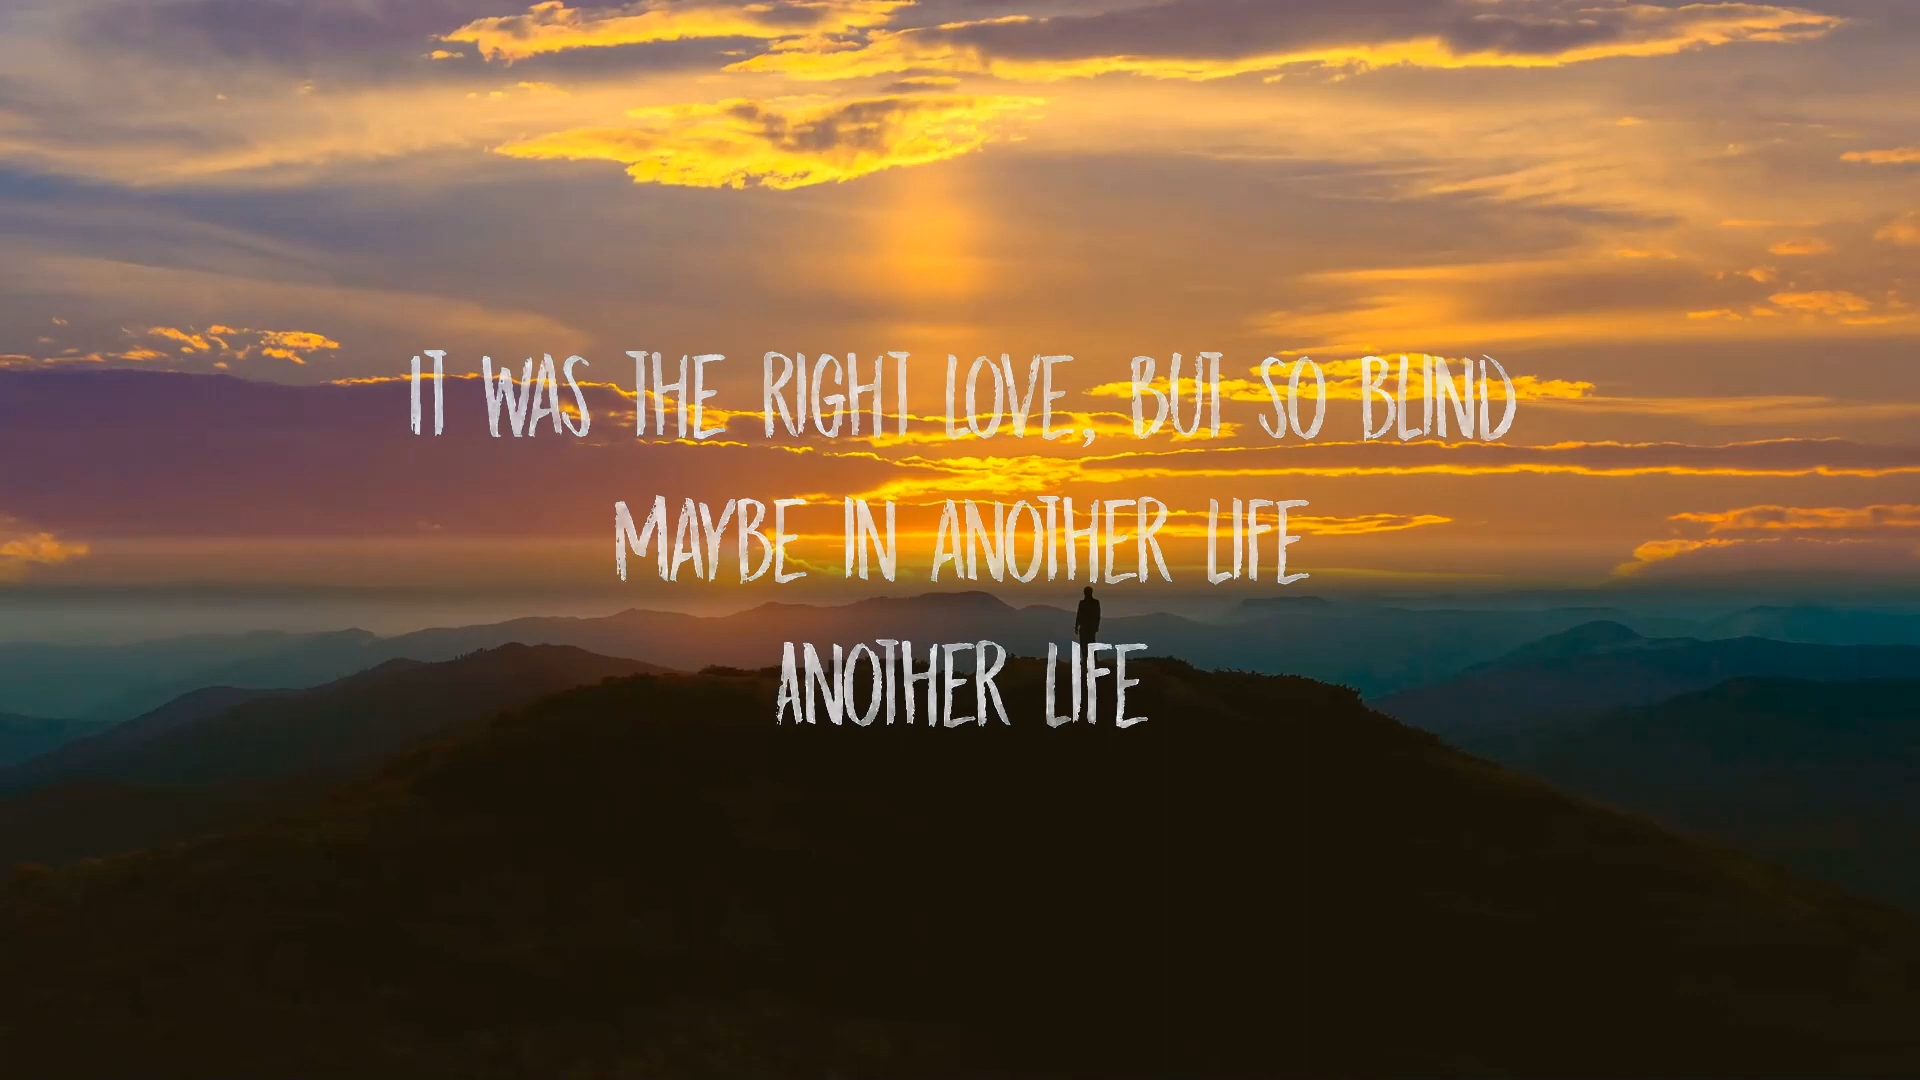 IT WAS THE RIGHT LOVE, BUT SO BLIND
MAYBE IN ANOTHER LIFE
ANOTHER LIFE